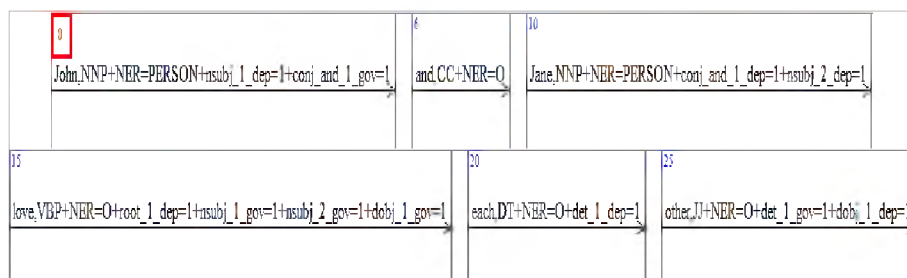 0
John,NNP+NER=PERSON+nsubj_1_dep=1+conj_and_1_gov=1
6
and,CC+NER=O
10
Jane,NNP+NER=PERSON+conj_and_1_dep=1+nsubj_2_dep=1
15
love,VBP+NER=O+root_1_dep=1+nsubj_1_gov=1+nsubj_2_gov=1+dobj_1_gov=1
20
each,DT+NER=O+det_1_dep=1
25
other,JJ+NER=O+det_1_gov=1+dobj_1_dep=1